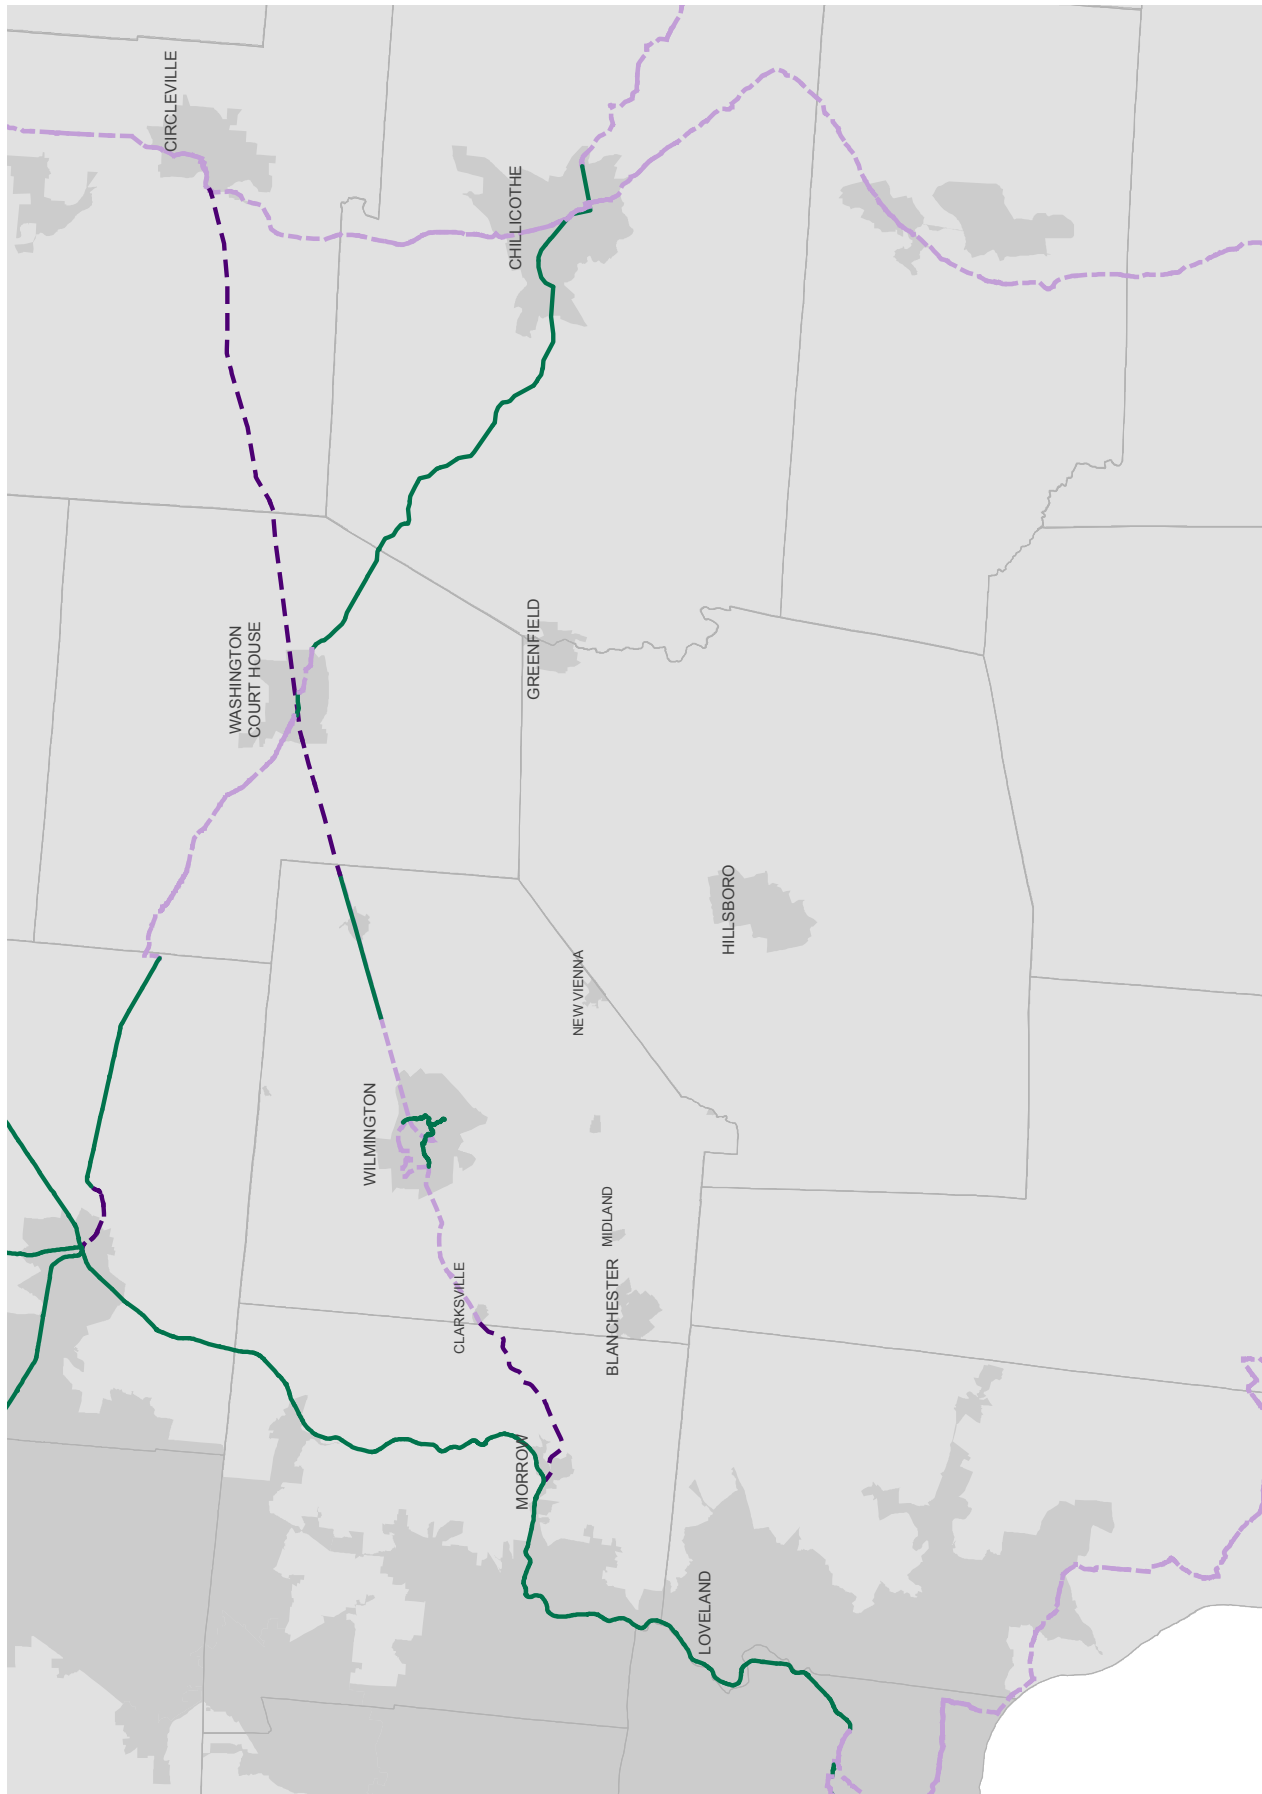 CIRCLEVILLE
CHILLICOTHE
WASHINGTON
COURT HOUSE
GREENFIELD
HILLSBORO
NEW VIENNA
WILMINGTON
MIDLAND
BLANCHESTER
CLARKSVILLE
MORROW
LOVELAND